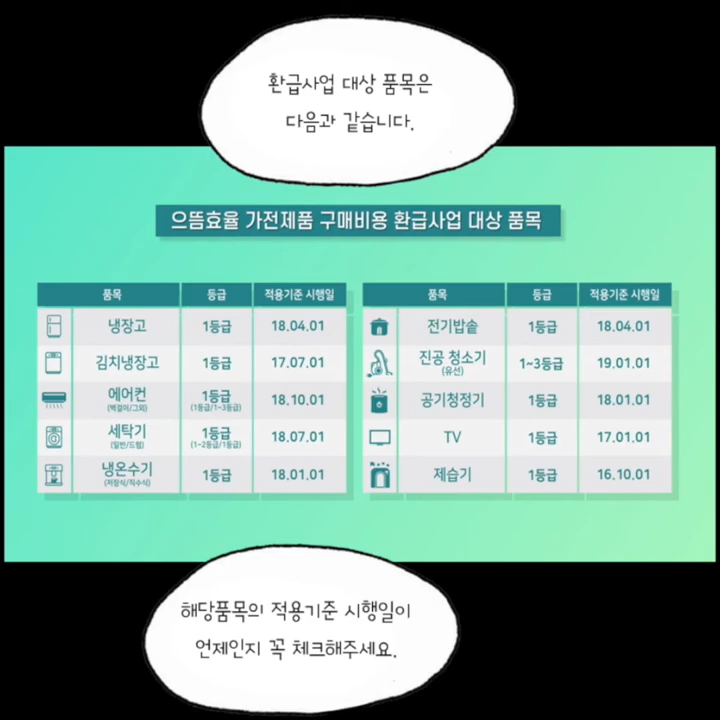 환급사업 대상 품목은
다음과 같습니다.
으뜸효율 가전제품 구매비용 환급사업 대상 품목
품목 등급 적용기준 시행일
냉장고 1등급 18.04.01
김치냉장고 1등급 17.07.01
에어컨 1등급 18.10.01
(벽걸이/그외) (1등급/1~3등급)
세탁기 1등급 18.07.01
(일반/드럼) (1~2등급/1등급)
냉온수기 1등급 18.01.01
(저장식/직수식)
품목 등급 적용기준 시행일
전기밥솥 1등급 18.04.01
진공 청소기 1~3등급 19.01.01
(유선)
공기청정기 1등급 18.01.01
TV 1등급 17.01.01
제습기 1등급 16.10.01
해당품목의 적용기준 시행일이
언제인지 꼭 체크해주세요.